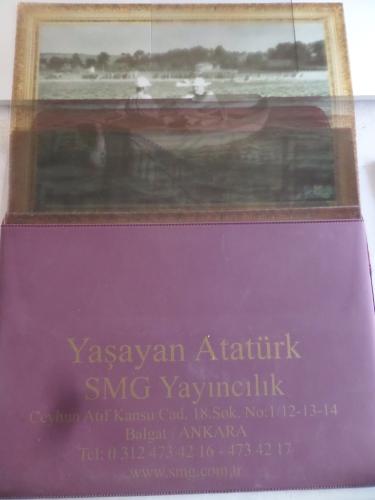 Yaşayan Atatürk
SMG Yayıncılık
Ceyhun Atıf Kansu Cad. 18.Sok. No:1/12-13-14
Balgat / ANKARA
Tel: 0 312 473 42 16 - 473 42 17
www.smg.com.tr